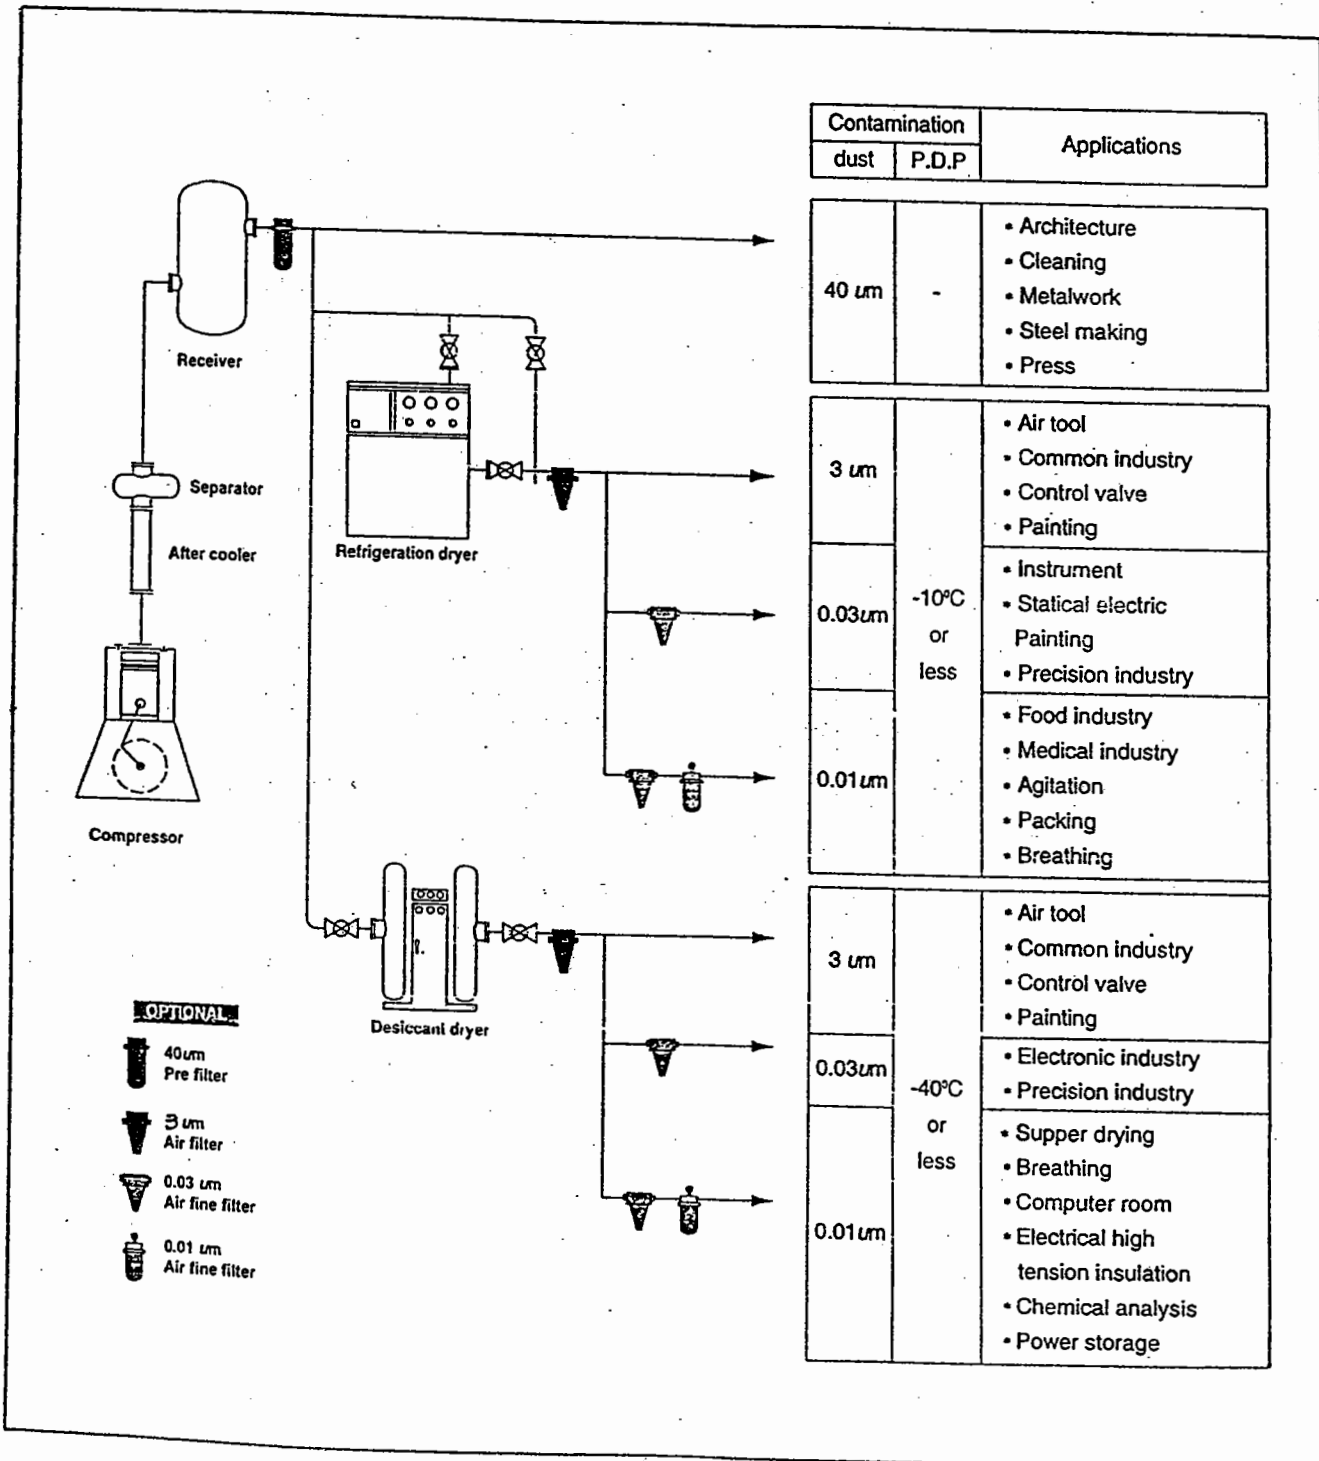 Contamination
Applications
dust
P.D.P
40 um
-
• Architecture
• Cleaning
• Metalwork
• Steel making
• Press
3 um
-10°C
or
less
• Air tool
• Common industry
• Control valve
• Painting
0.03um
• Instrument
• Statical electric
Painting
• Precision industry
0.01um
• Food industry
• Medical industry
• Agitation
• Packing
• Breathing
3 um
-40°C
or
less
• Air tool
• Common industry
• Control valve
• Painting
0.03um
• Electronic industry
• Precision industry
0.01um
• Supper drying
• Breathing
• Computer room
• Electrical high
tension insulation
• Chemical analysis
• Power storage
Receiver
Separator
After cooler
Refrigeration dryer
Compressor
Desiccant dryer
OPTIONAL
40um
Pre filter
3 um
Air filter
0.03 um
Air fine filter
0.01 um
Air fine filter